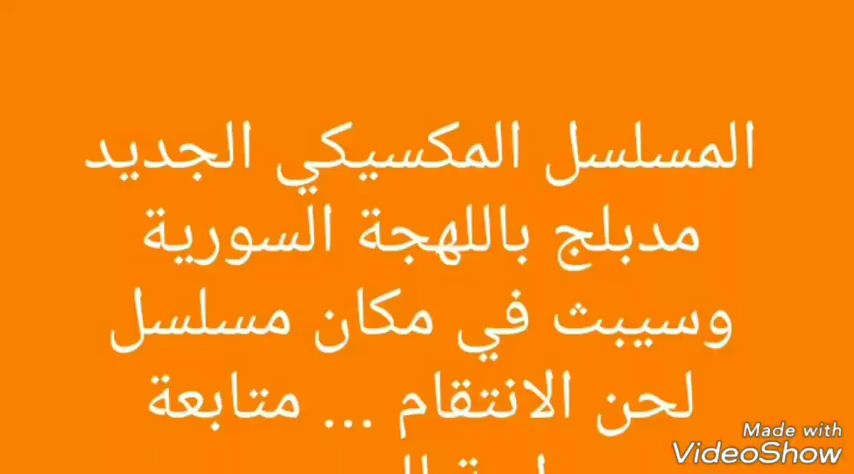 المسلسل المكسيكي الجديد
مدبلج باللهجة السورية
وسيبث في مكان مسلسل
لحن الانتقام ... متابعة
Made with
VideoShow